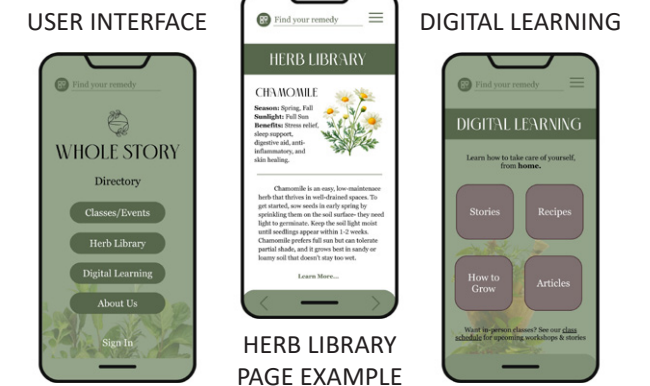 USER INTERFACE
Find your remedy
WHOLE STORY
Directory
Classes/Events
Herb Library
Digital Learning
About Us
Sign In
Find your remedy
HERB LIBRARY
CHAMOMILE
Season: Spring, Fall
Sunlight: Full Sun
Benefits: Stress relief,
sleep support,
digestive aid, anti-
inflammatory, and
skin healing.
Chamomile is an easy, low-maintenace
herb that thrives in well-drained spaces. To
get started, sow seeds in early spring by
sprinkling them on the soil surface- they need
light to germinate. Keep the soil light moist
until seedlings appear within 1-2 weeks.
Chamomile prefers full sun but can tolerate
partial shade, and it grows best in sandy or
loamy soil that doesn't stay too wet.
Learn More...
HERB LIBRARY
PAGE EXAMPLE
DIGITAL LEARNING
Find your remedy
DIGITAL LEARNING
Learn how to take care of yourself,
from home.
Stories
Recipes
How to
Grow
Articles
Want in-person classes? See our class
schedule for upcoming workshops & stories